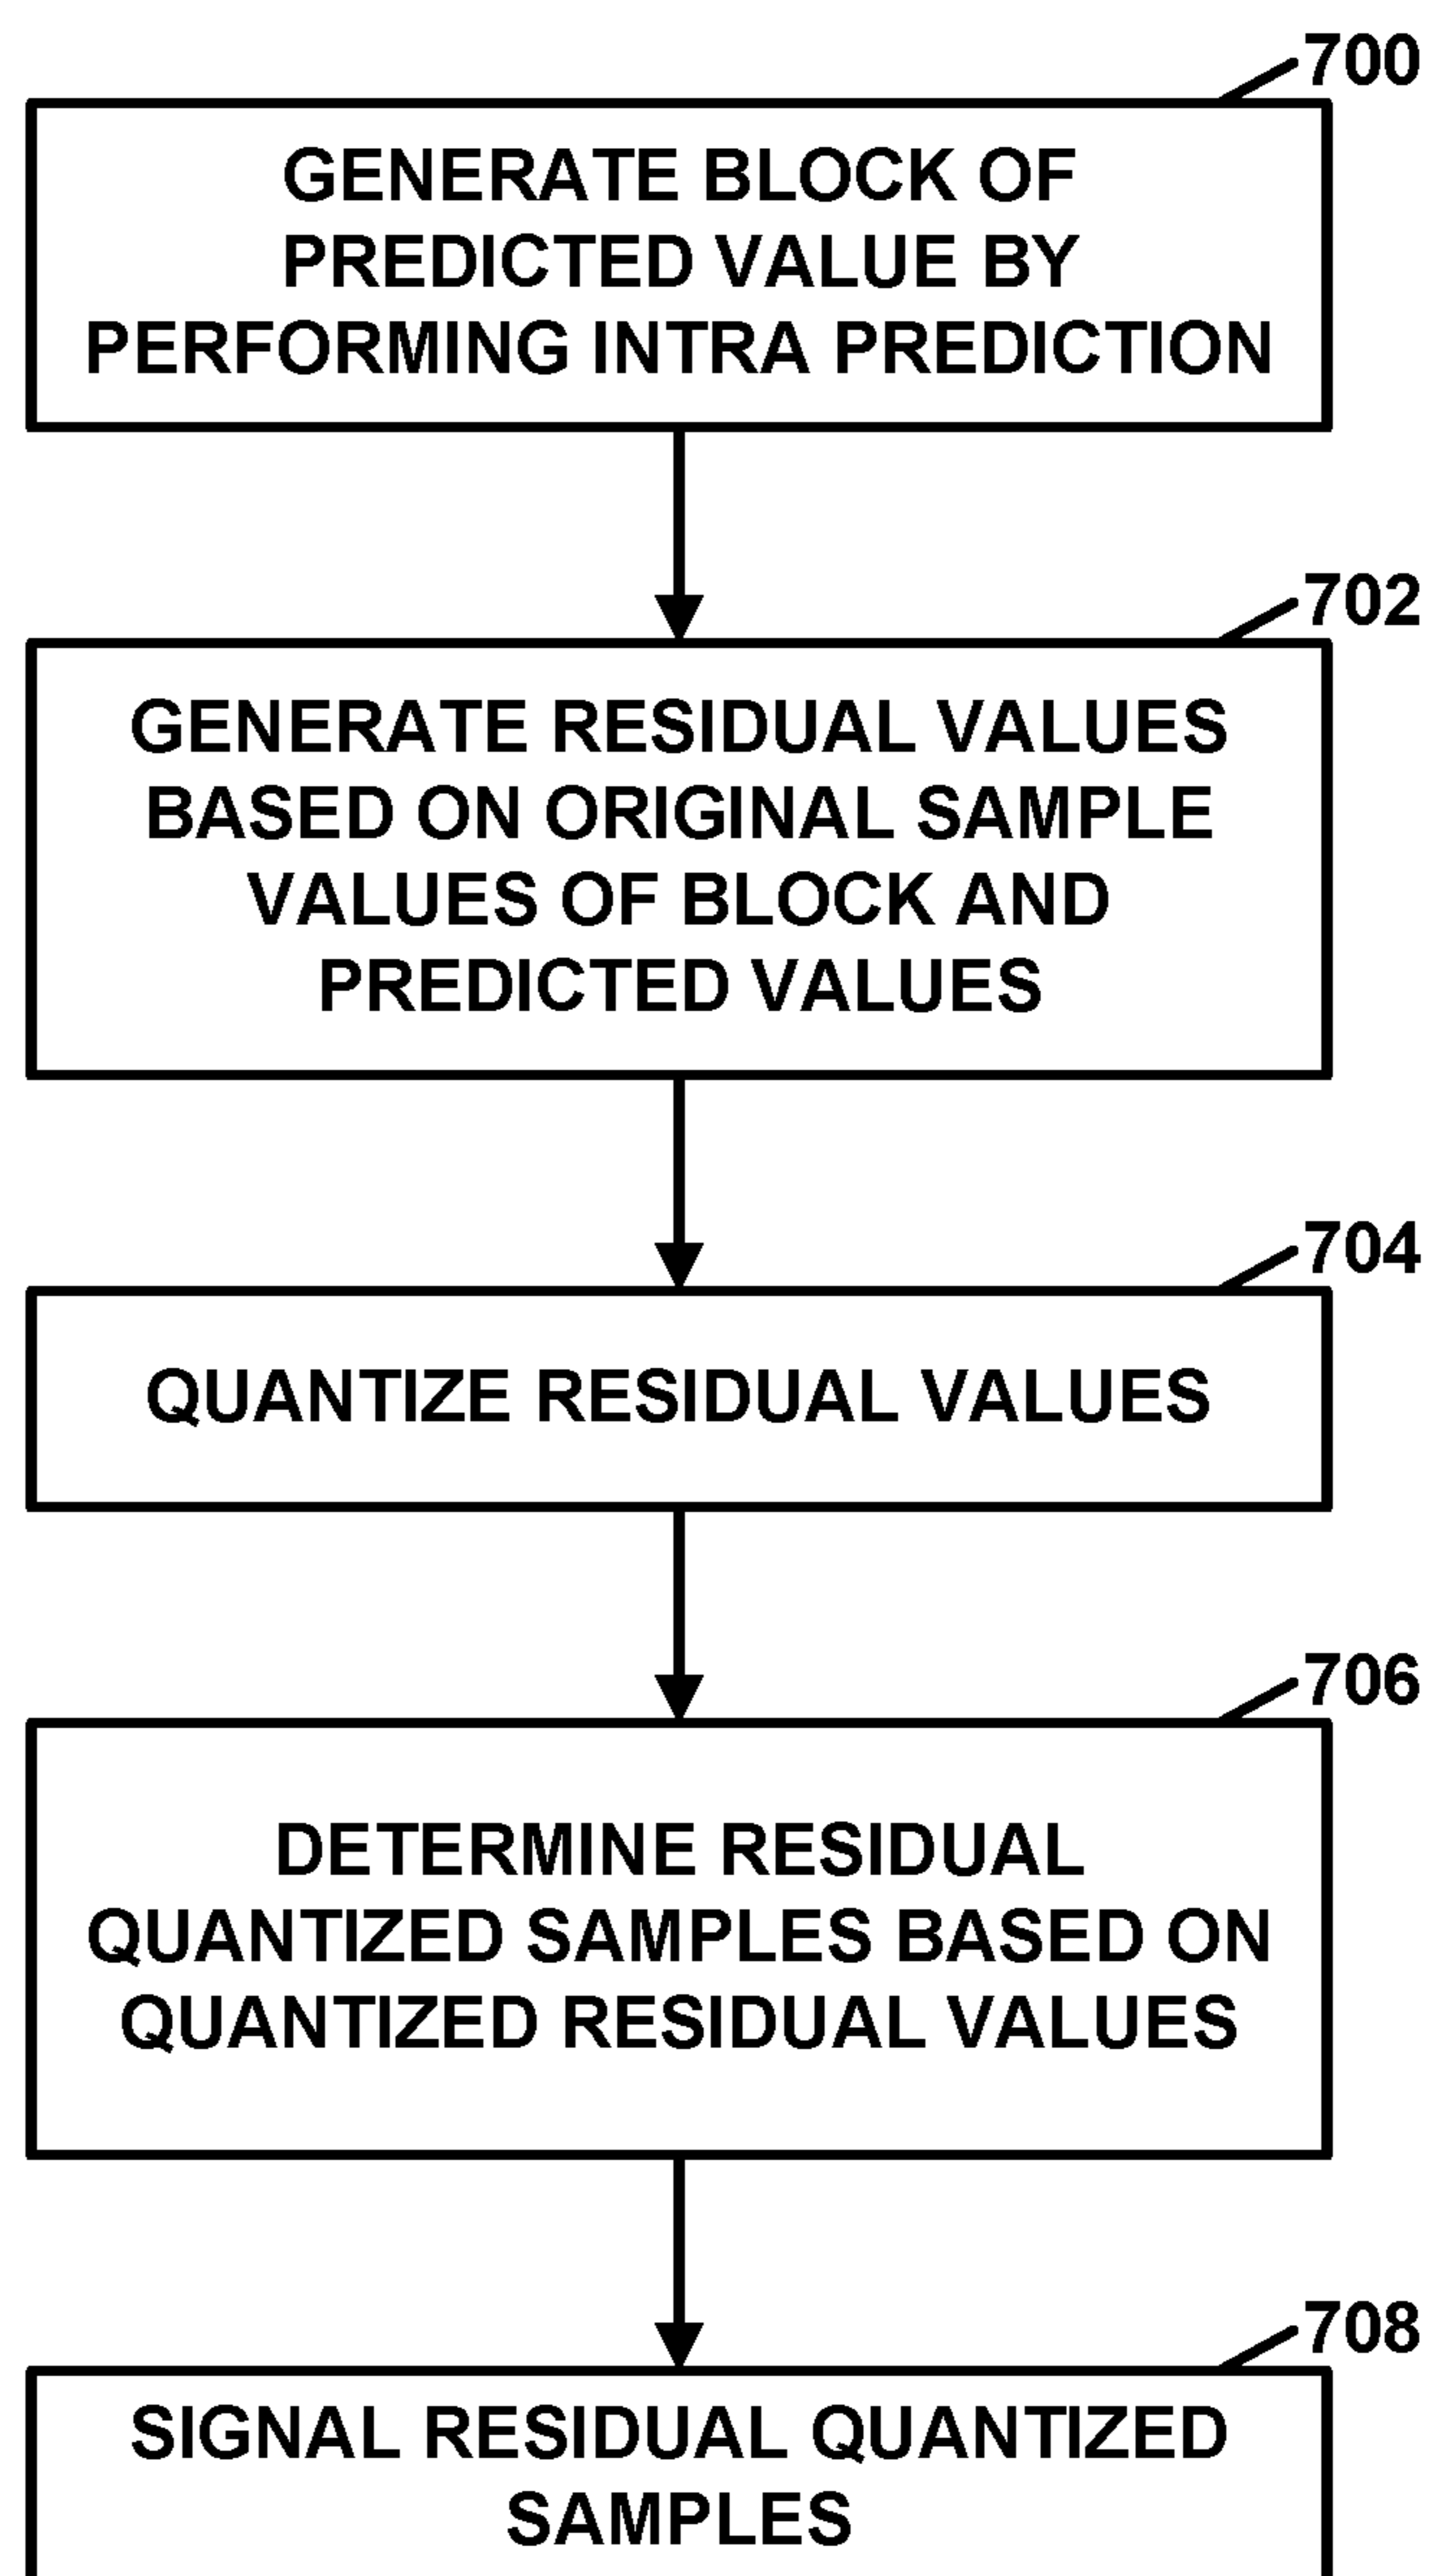 700
GENERATE BLOCK OF
PREDICTED VALUE BY
PERFORMING INTRA PREDICTION
702
GENERATE RESIDUAL VALUES
BASED ON ORIGINAL SAMPLE
VALUES OF BLOCK AND
PREDICTED VALUES
704
QUANTIZE RESIDUAL VALUES
706
DETERMINE RESIDUAL
QUANTIZED SAMPLES BASED ON
QUANTIZED RESIDUAL VALUES
708
SIGNAL RESIDUAL QUANTIZED
SAMPLES